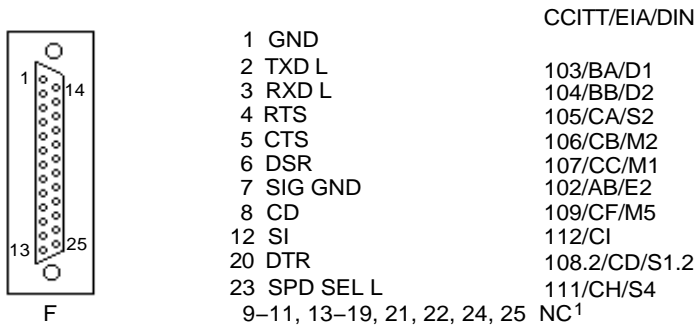 CCITT/EIA/DIN
1 GND
2 TXD L 103/BA/D1
3 RXD L 104/BB/D2
4 RTS 105/CA/S2
5 CTS 106/CB/M2
6 DSR 107/CC/M1
7 SIG GND 102/AB/E2
8 CD 109/CF/M5
12 SI 112/CI
20 DTR 108.2/CD/S1.2
23 SPD SEL L 111/CH/S4
9–11, 13–19, 21, 22, 24, 25 NC1
1
14
13
25
F